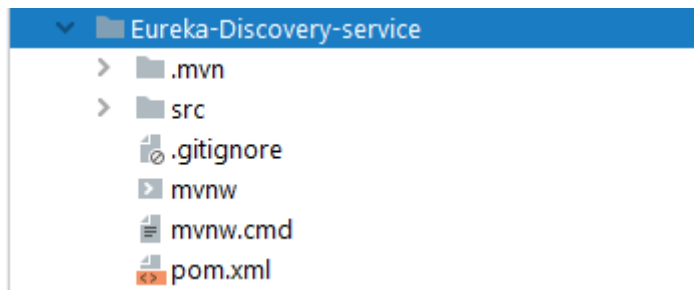 Eureka-Discovery-service
.mvn
src
.gitignore
mvnw
mvnw.cmd
pom.xml